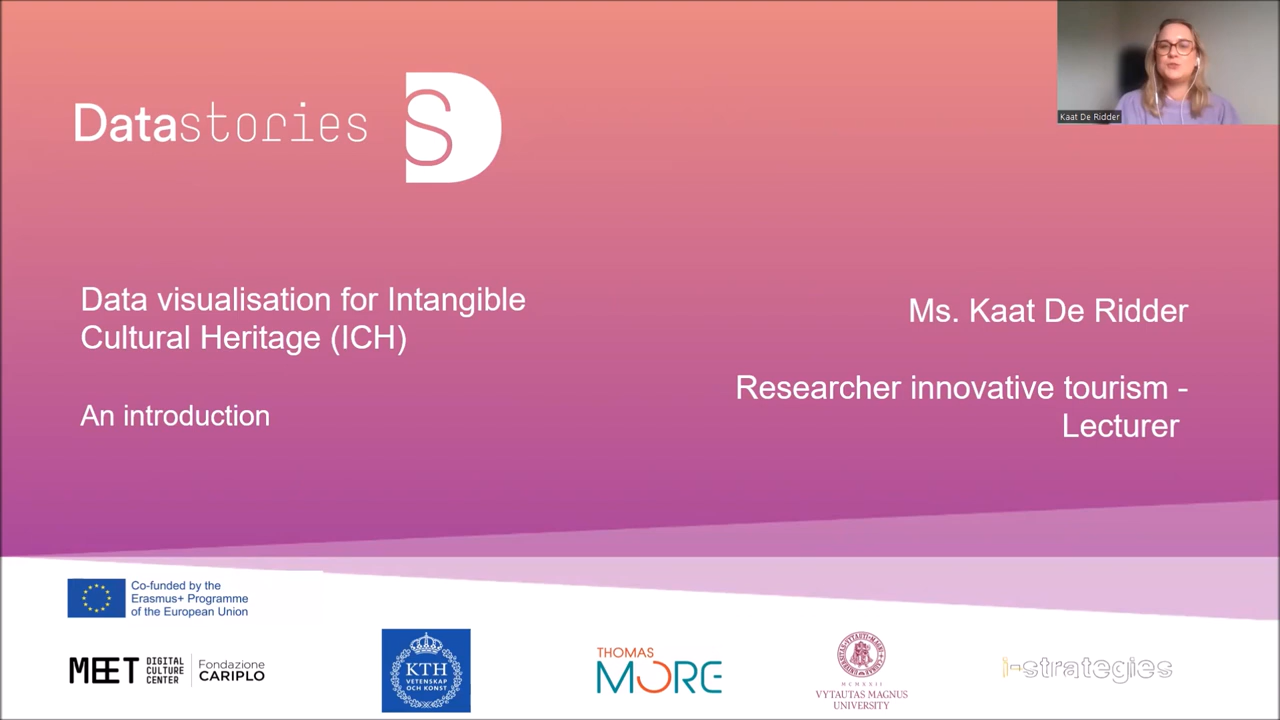 Datastories
SD
Kaat De Ridder
Data visualisation for Intangible
Cultural Heritage (ICH)
An introduction
Ms. Kaat De Ridder
Researcher innovative tourism -
Lecturer
Co-funded by the
Erasmus+ Programme
of the European Union
MEET
DIGITAL
CULTURE
CENTER
Fondazione
CARIPLO
KTH
VETENSKAP
OCH KONST
THOMAS
MORE
MCMXXII
VYTAUTAS MAGNUS
UNIVERSITY
i-strategies